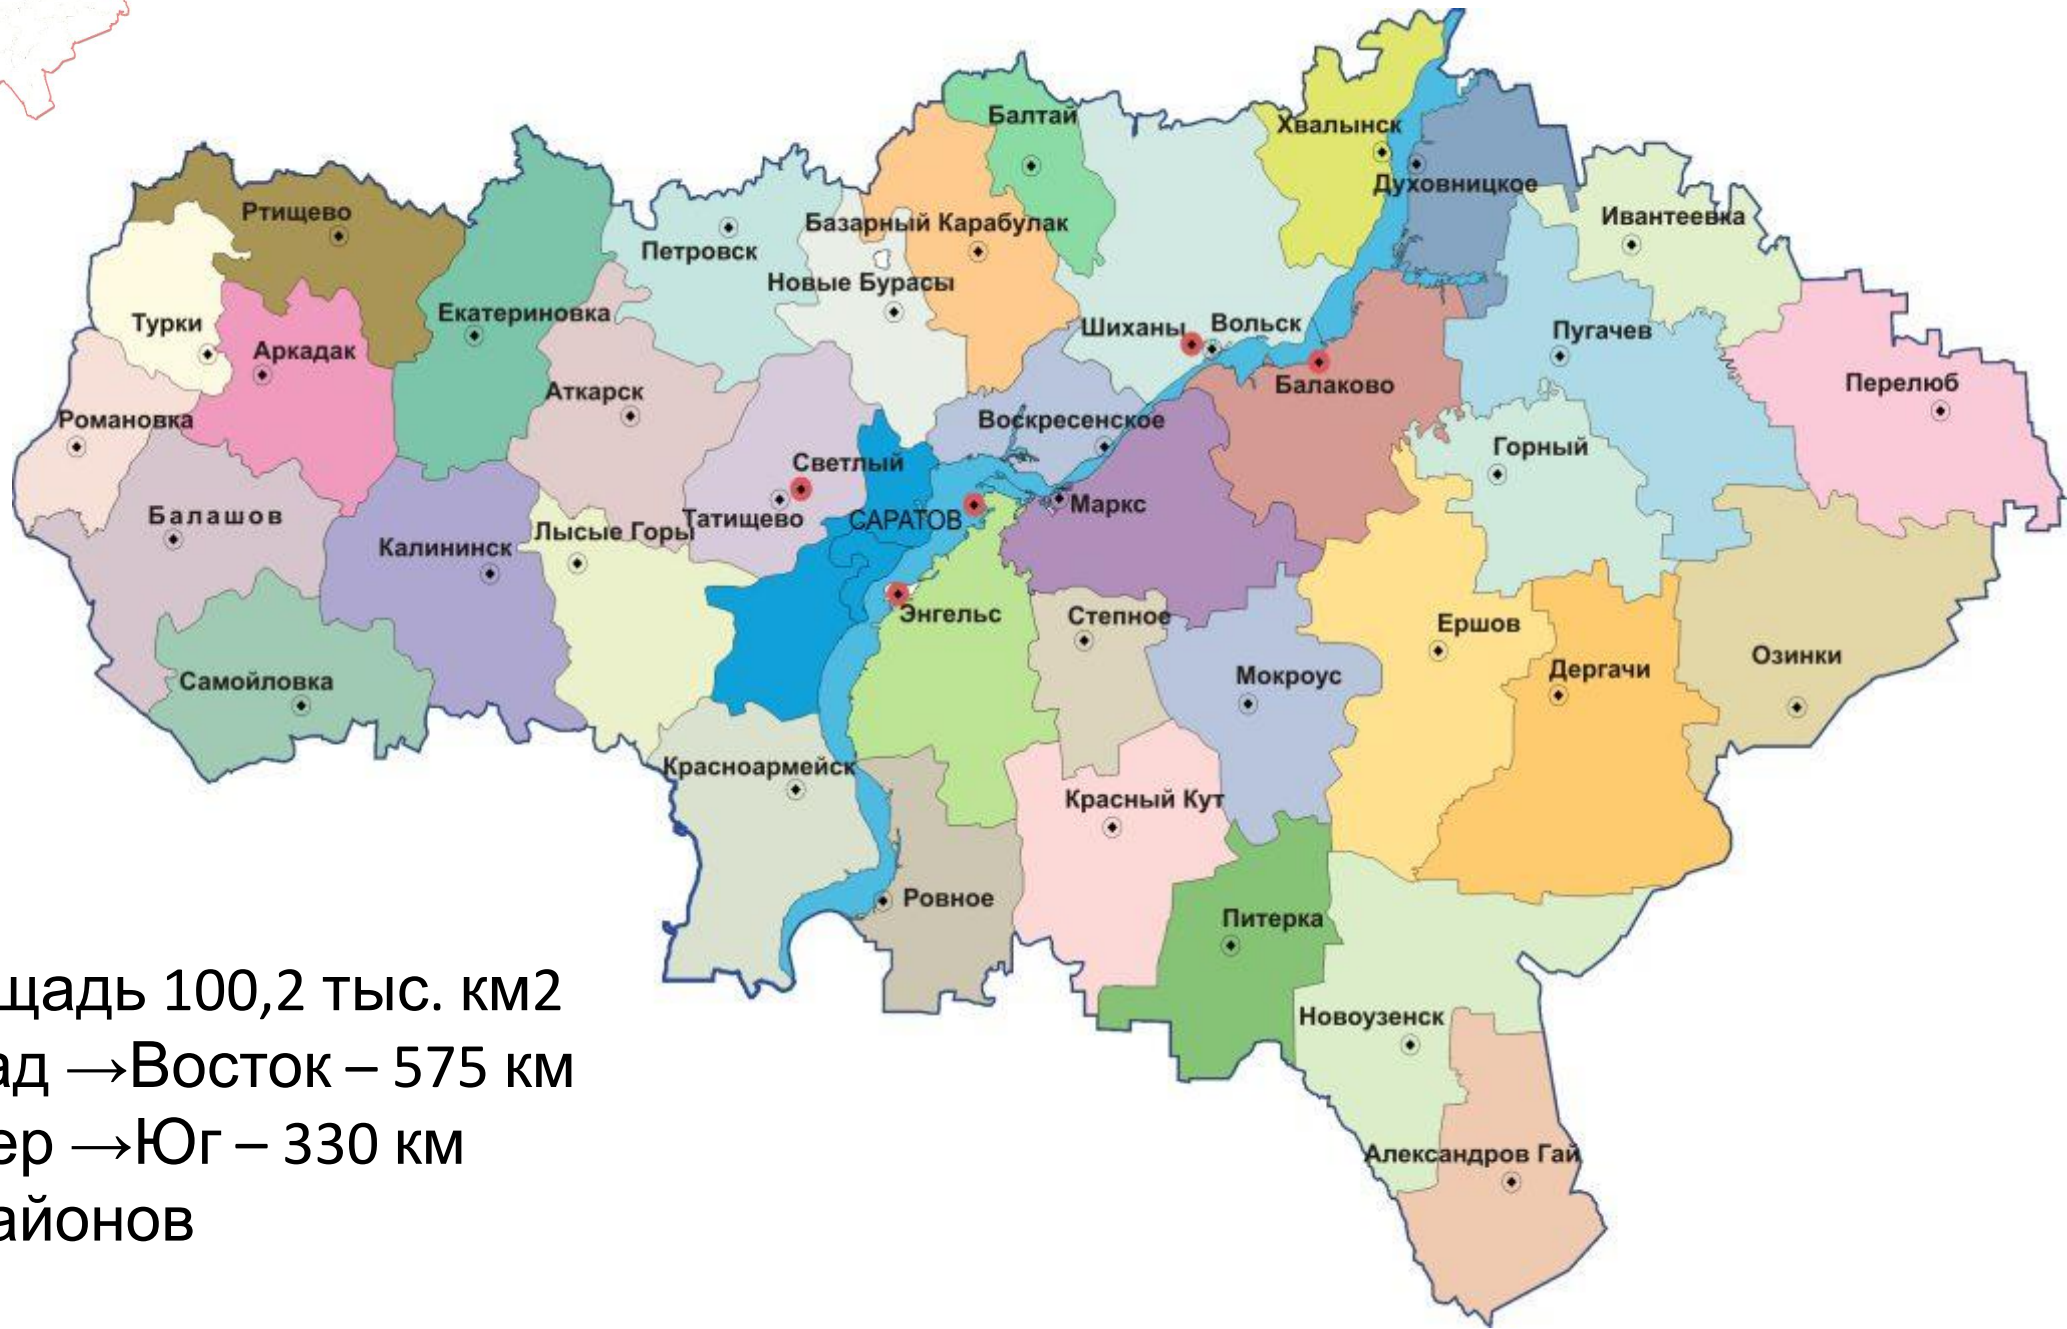 Балтай
Хвалынск
Духовницкое
Ртищево
Ивантеевка
Базарный Карабулак
Петровск
Новые Бурасы
Екатериновка
Турки
Шиханы
Вольск
Пугачев
Аркадак
Аткарск
Балаково
Перелюб
Романовка
Воскресенское
Горный
Светлый
Маркс
Балашов
Татищево
САРАТОВ
Лысые Горы
Калининск
Энгельс
Степное
Ершов
Озинки
Дергачи
Мокроус
Самойловка
Красноармейск
Красный Кут
Ровное
Питерка
Новоузенск
Александров Гай
щадь 100,2 тыс. км2
ад →Восток – 575 км
ер →Юг – 330 км
айонов